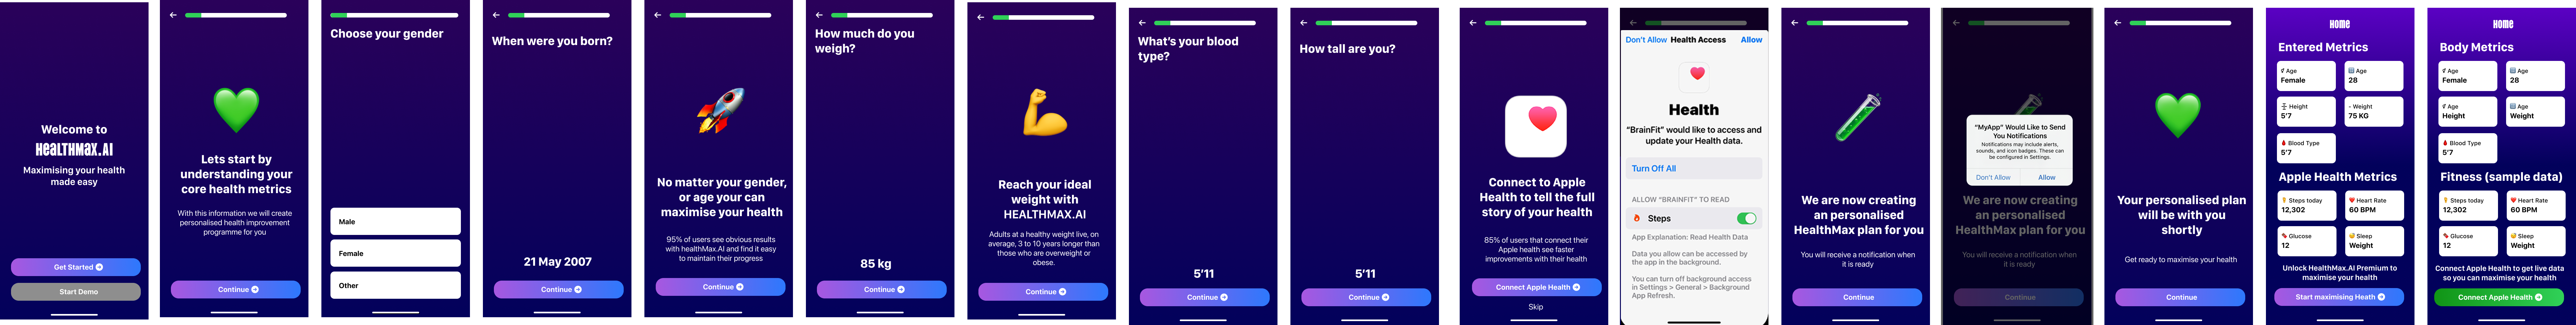 Welcome to
HEALTHMAX.AI
Maximising your health
made easy
Get Started
Start Demo
Lets start by
understanding your
core health metrics
With this information we will create
personalised health improvement
programme for you
Continue
Choose your gender
Male
Female
Other
When were you born?
21 May 2007
Continue
No matter your gender,
or age your can
maximise your health
95% of users see obvious results
with healthMax.AI and find it easy
to maintain their progress
Continue
How much do you
weigh?
85 kg
Continue
Reach your ideal
weight with
HEALTHMAX.AI
Adults at a healthy weight live, on
average, 3 to 10 years longer than
those who are overweight or
obese.
Continue
What's your blood
type?
5'11
Continue
How tall are you?
5'11
Continue
Connect to Apple
Health to tell the full
story of your health
85% of users that connect their
Apple health see faster
improvements with their health
Connect Apple Health
Skip
Don't Allow Health Access Allow
Health
"BrainFit" would like to access and
update your Health data.
Turn Off All
ALLOW "BRAINFIT" TO READ
Steps
App Explanation: Read Health Data
Data you allow can be accessed by
the app in the background.
You can turn off background access
in Settings > General > Background
App Refresh.
We are now creating
an personalised
HealthMax plan for you
You will receive a notification when
it is ready
Continue
"MyApp" Would Like to Send
You Notifications
Notifications may include alerts,
sounds, and icon badges. These can
be configured in Settings.
Don't Allow Allow
We are now creating
an personalised
HealthMax plan for you
You will receive a notification when
it is ready
Continue
Your personalised plan
will be with you
shortly
Get ready to maximise your health
Continue
HOME
Entered Metrics
Age
Female
Age
28
Height
5'7
Weight
75 KG
Blood Type
5'7
Apple Health Metrics
Steps today
12,302
Heart Rate
60 BPM
Glucose
12
Sleep
Weight
Unlock HealthMax.AI Premium to
maximise your health
Start maximising Heath
HOME
Body Metrics
Age
Female
Age
28
Age
Height
Age
Weight
Blood Type
5'7
Fitness (sample data)
Steps today
12,302
Heart Rate
60 BPM
Glucose
12
Sleep
Weight
Connect Apple Health to get live data
so you can maximise your health
Connect Apple Health